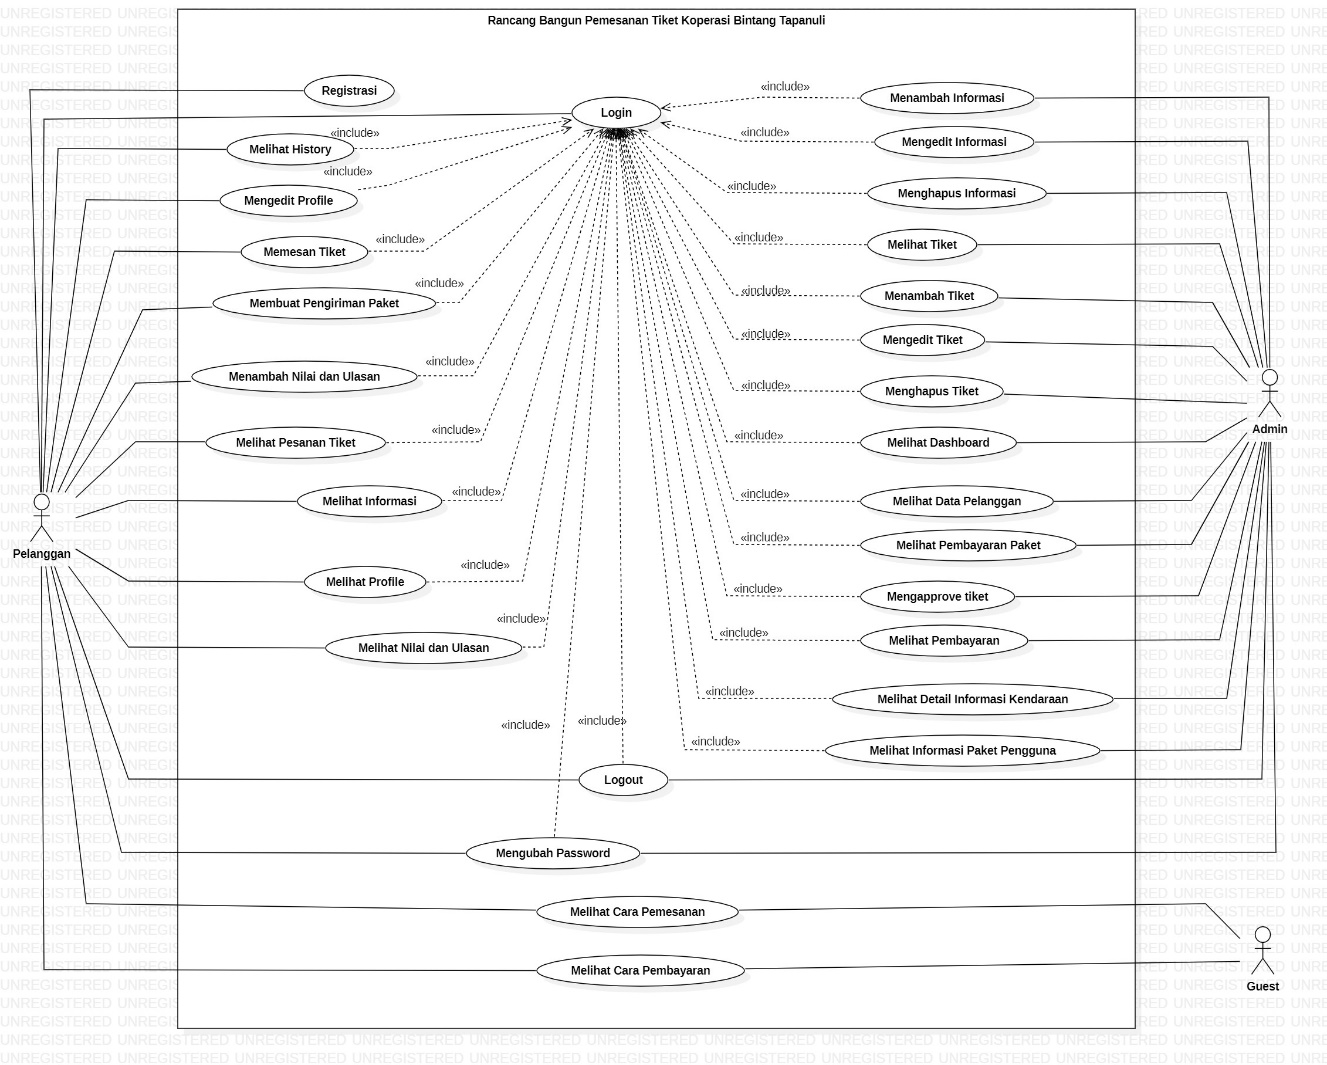 Rancang Bangun Pemesanan Tiket Koperasi Bintang Tapanuli
Registrasi
Login
«include»
Menambah Informasi
«include»
Melihat History
«include»
Mengedit Informasi
«include»
Mengedit Profile
«include»
Menghapus Informasi
Memesan Tiket
«include»
«include»
Melihat Tiket
Membuat Pengiriman Paket
«include»
«include»
Menambah Tiket
«include»
Mengedit Tiket
Menambah Nilai dan Ulasan
«include»
«include»
Menghapus Tiket
Admin
Melihat Pesanan Tiket
«include»
«include»
Melihat Dashboard
Melihat Informasi
«include»
«include»
Melihat Data Pelanggan
Pelanggan
«include»
Melihat Pembayaran Paket
Melihat Profile
«include»
«include»
Mengapprove tiket
«include»
Melihat Nilai dan Ulasan
«include»
Melihat Pembayaran
«include»
Melihat Detail Informasi Kendaraan
«include»
«include»
«include»
Melihat Informasi Paket Pengguna
Logout
Mengubah Password
Melihat Cara Pemesanan
Melihat Cara Pembayaran
Guest